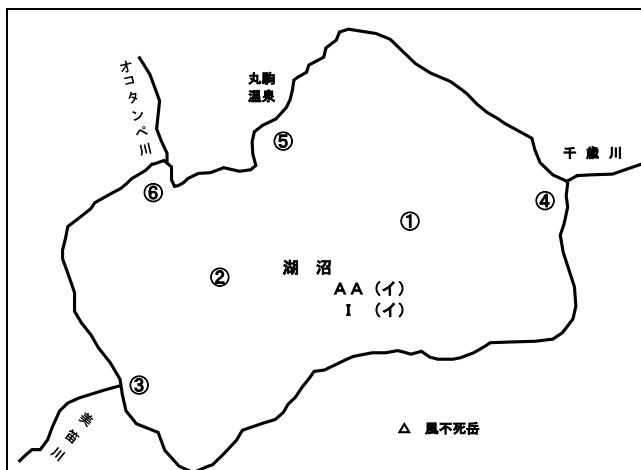 オコタンペ川
丸駒
温泉
⑤
千歳川
⑥
④
①
②
湖沼
ＡＡ（イ）
Ⅰ（イ）
③
美笛川
△ 風不死岳